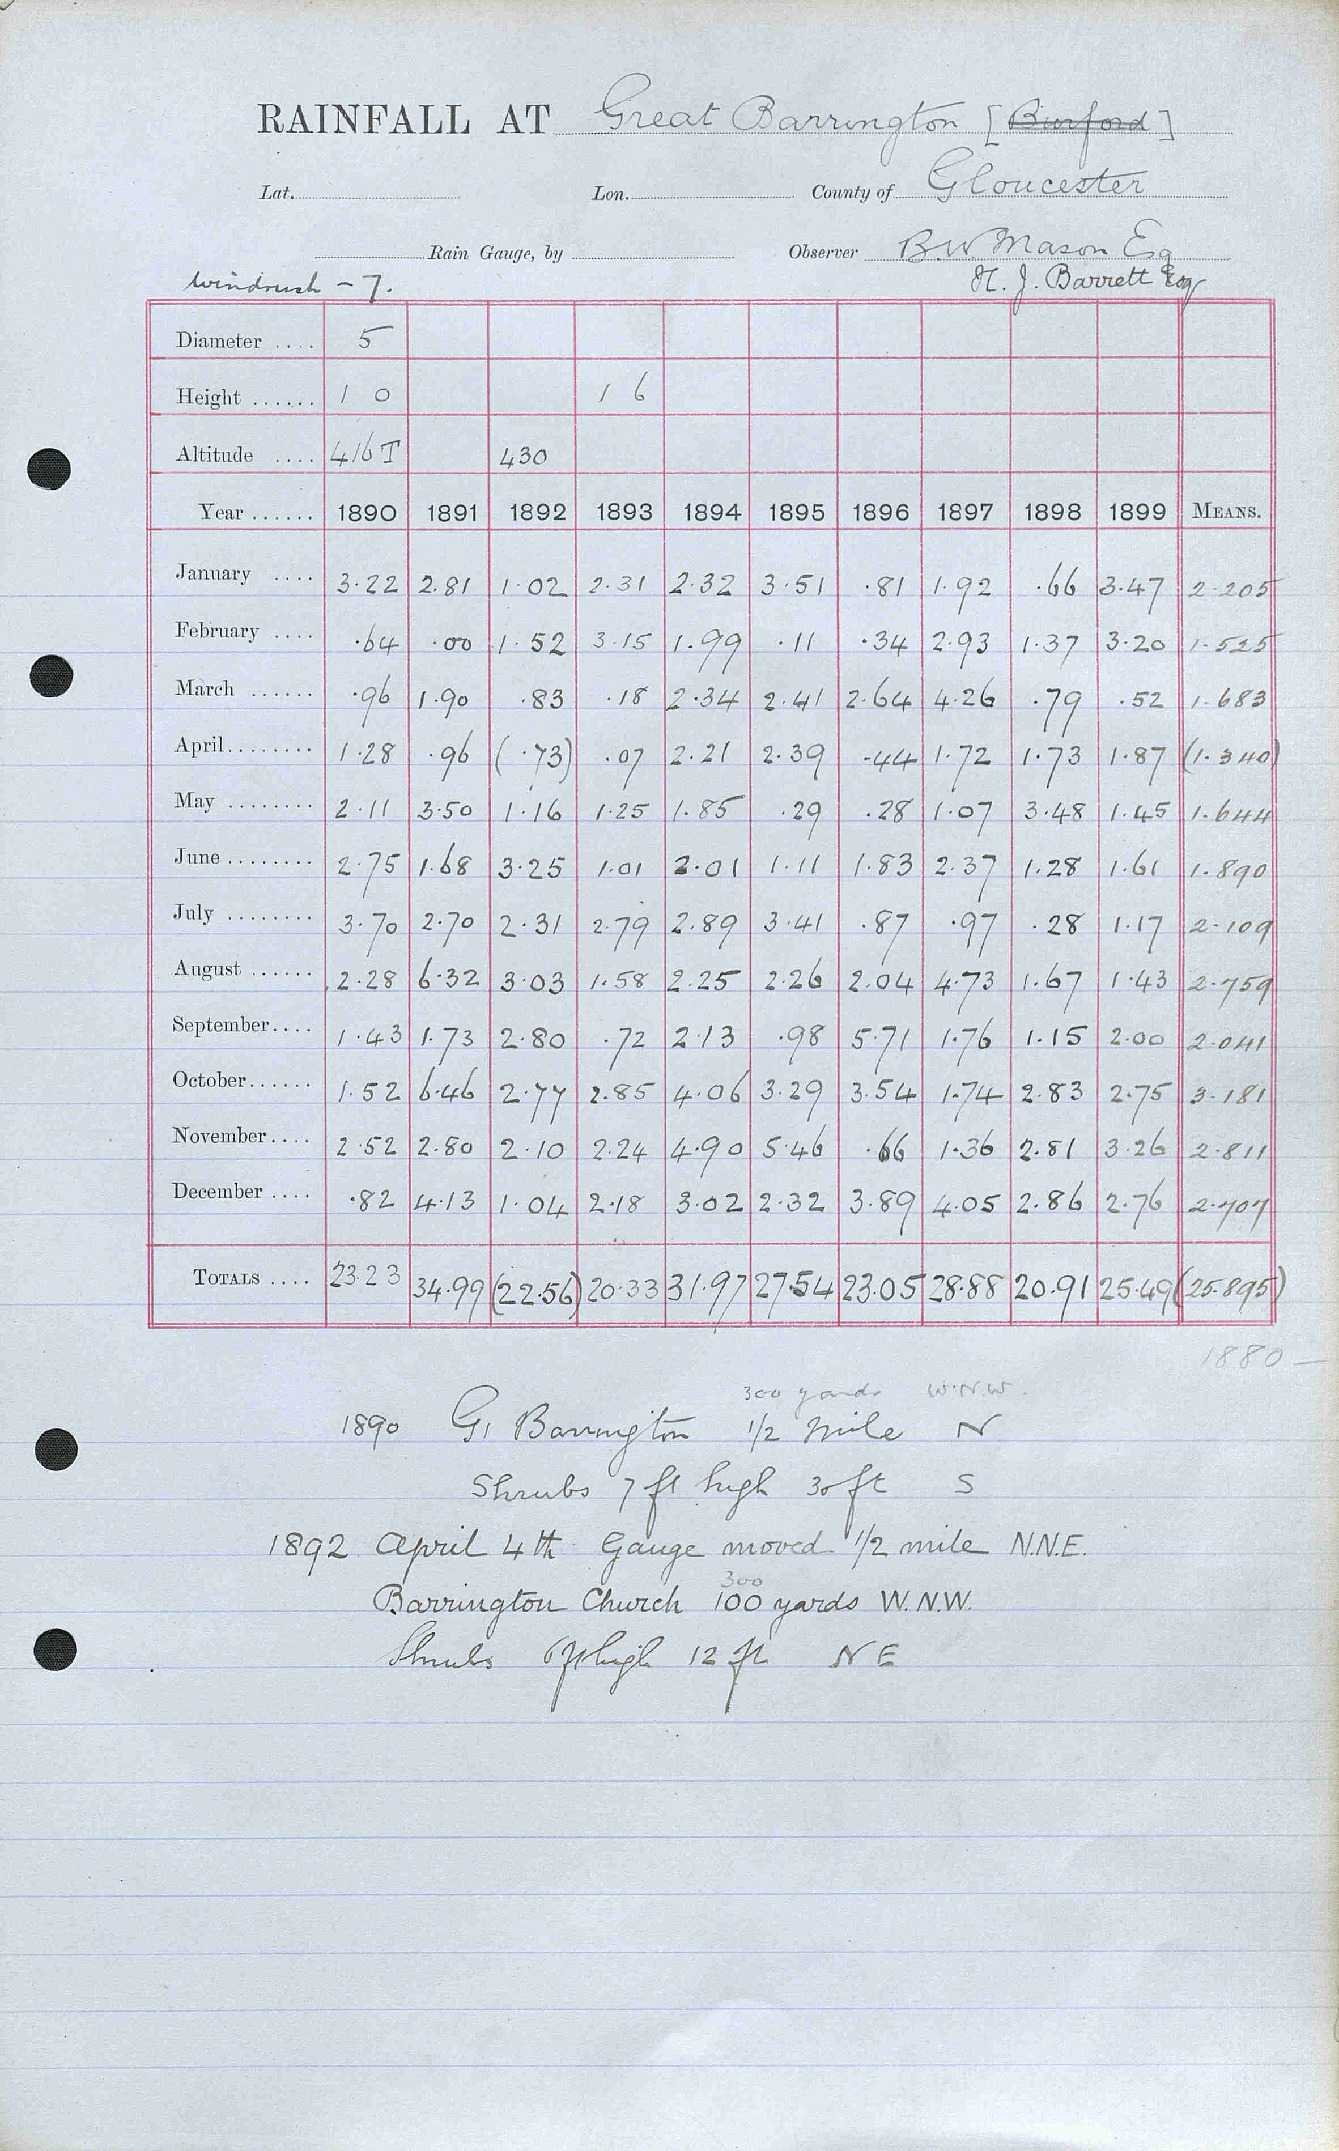 RAINFALL AT Great Barrington [Burford]
Lat. Lon. County of Gloucester
Rain Gauge, by Observer B W Mason Esq
Windrush - 7. H. J. Barrett Esq
Diameter .... 5
Height ...... 1 0 1 6
Altitude .... 416 T 430
Year ...... 1890 1891 1892 1893 1894 1895 1896 1897 1898 1899 MEANS.
January .... 3.22 2.81 1.02 2.31 2.32 3.51 .81 1.92 .66 3.47 2.205
February .... .64 .00 1.52 3.15 1.99 .11 .34 2.93 1.37 3.20 1.525
March ...... .96 1.90 .83 .18 2.34 2.41 2.64 4.26 .79 .52 1.683
April........ 1.28 .96 (.73) .07 2.21 2.39 .44 1.72 1.73 1.87 (1.340)
May ........ 2.11 3.50 1.16 1.25 1.85 .29 .28 1.07 3.48 1.45 1.644
June ........ 2.75 1.68 3.25 1.01 2.01 1.11 1.83 2.37 1.28 1.61 1.890
July ........ 3.70 2.70 2.31 2.79 2.89 3.41 .87 .97 .28 1.17 2.109
August ...... 2.28 6.32 3.03 1.58 2.25 2.26 2.04 4.73 1.67 1.43 2.759
September.... 1.43 1.73 2.80 .72 2.13 .98 5.71 1.76 1.15 2.00 2.041
October...... 1.52 6.46 2.77 2.85 4.06 3.29 3.54 1.74 2.83 2.75 3.181
November.... 2.52 2.80 2.10 2.24 4.90 5.46 .66 1.36 2.81 3.26 2.811
December .... .82 4.13 1.04 2.18 3.02 2.32 3.89 4.05 2.86 2.76 2.707
TOTALS .... 23.23 34.99 (22.56) 20.33 31.97 27.54 23.05 28.88 20.91 25.49 (25.895)
1880 —
300 yards W.N.W.
1890 Gt Barrington 1/2 mile N
Shrubs 7 ft high 30 ft S
1892 April 4th Gauge moved 1/2 mile N.N.E.
300
Barrington Church 100 yards W.N.W.
Shrubs 6 ft high 12 ft N E